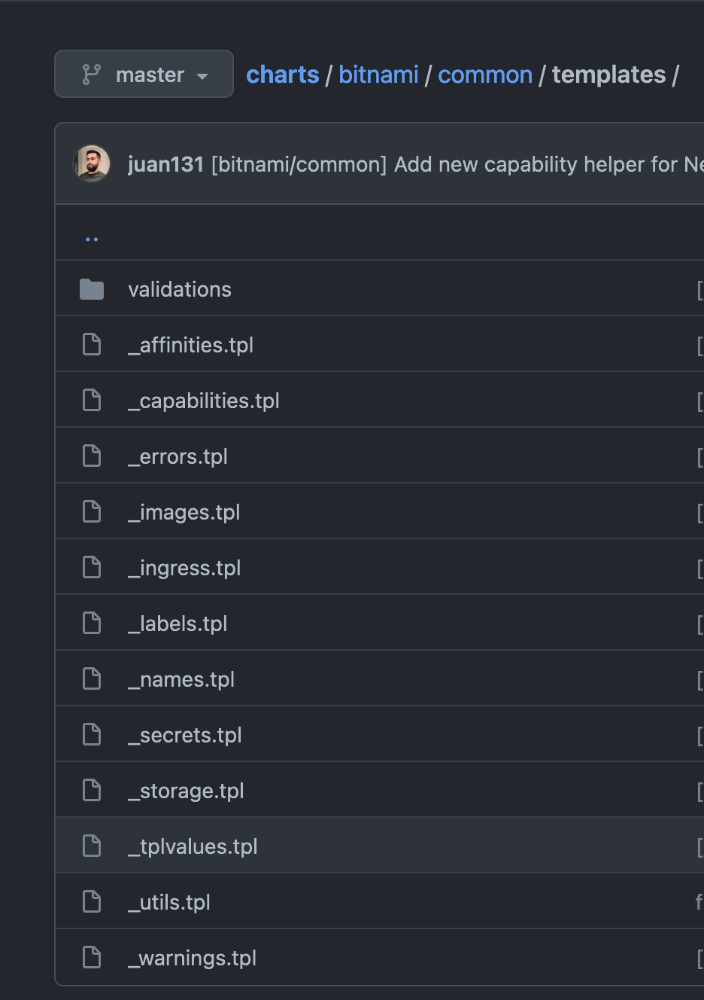 master charts / bitnami / common / templates /
juan131 [bitnami/common] Add new capability helper for
..
validations [
_affinities.tpl [
_capabilities.tpl [
_errors.tpl [
_images.tpl [
_ingress.tpl [
_labels.tpl [
_names.tpl [
_secrets.tpl [
_storage.tpl [
_tplvalues.tpl [
_utils.tpl f
_warnings.tpl [